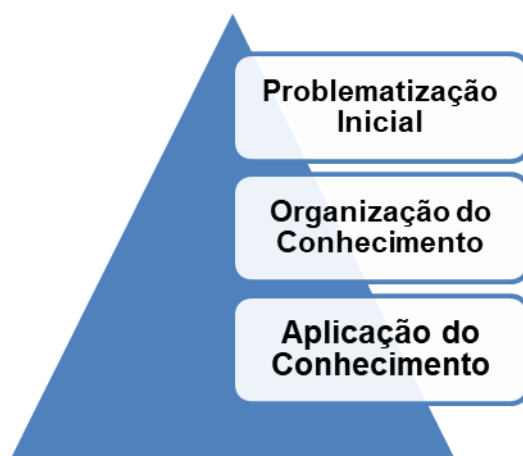 Problematização
Inicial
Organização do
Conhecimento
Aplicação do
Conhecimento